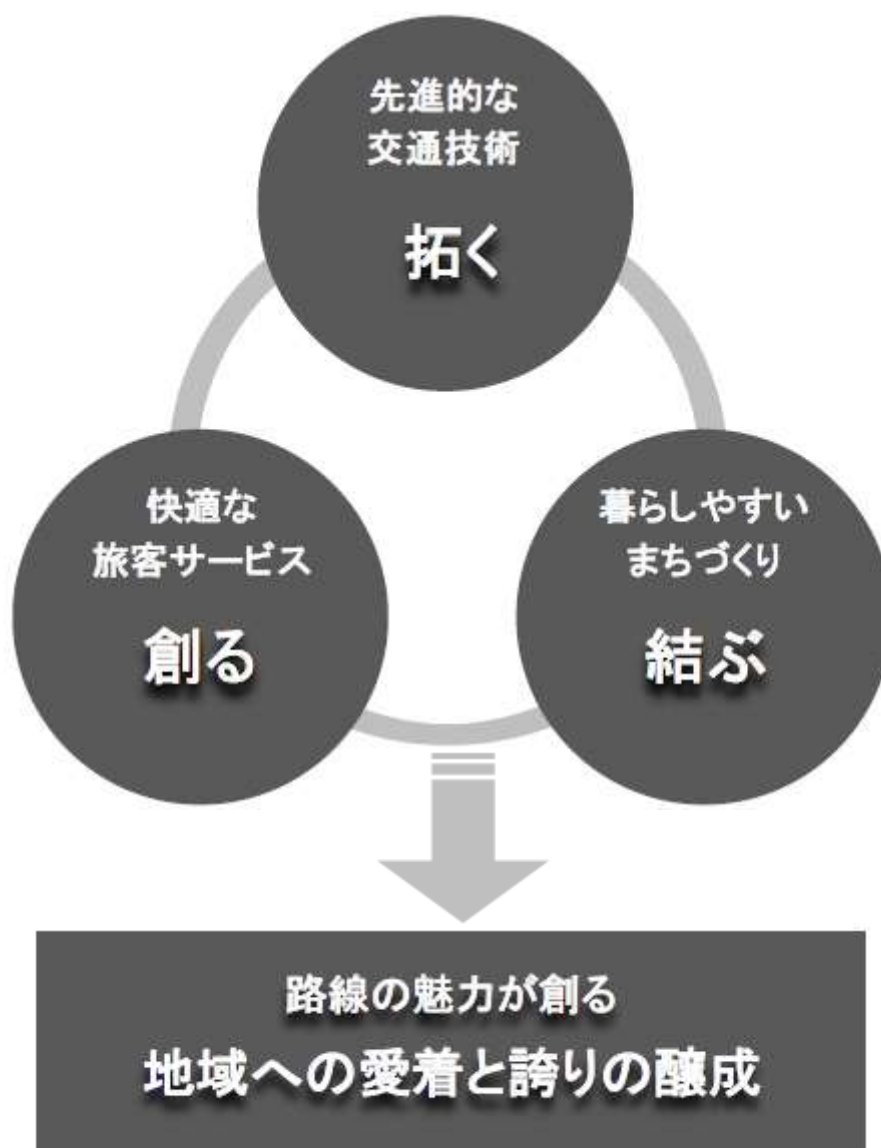 先進的な
交通技術
拓く
快適な
旅客サービス
創る
暮らしやすい
まちづくり
結ぶ
路線の魅力が創る
地域への愛着と誇りの醸成